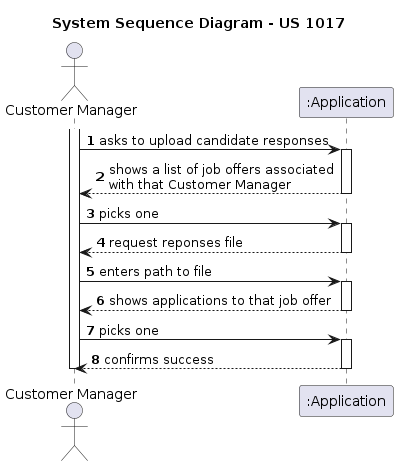 System Sequence Diagram - US 1017
Customer Manager
:Application
1 asks to upload candidate responses
2 shows a list of job offers associated
with that Customer Manager
3 picks one
4 request reponses file
5 enters path to file
6 shows applications to that job offer
7 picks one
8 confirms success
Customer Manager
:Application